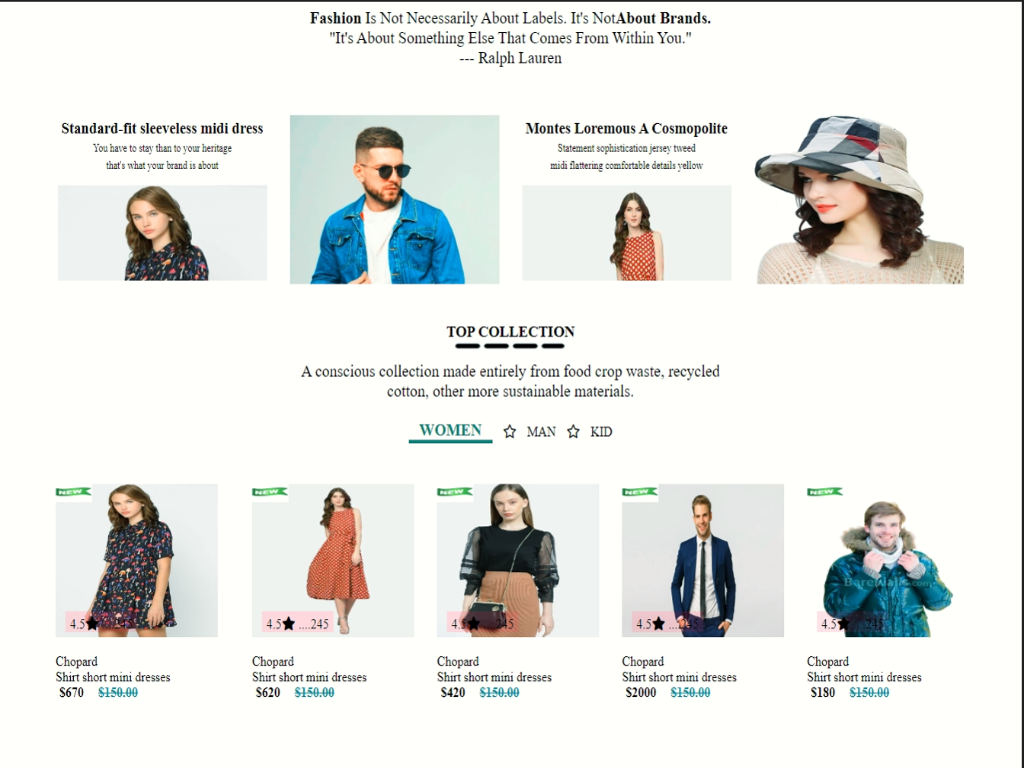 Fashion Is Not Necessarily About Labels. It's NotAbout Brands.
"It's About Something Else That Comes From Within You."
--- Ralph Lauren
Standard-fit sleeveless midi dress
You have to stay than to your heritage
that's what your brand is about
Montes Loremous A Cosmopolite
Statement sophistication jersey tweed
midi flattering comfortable details yellow
TOP COLLECTION
A conscious collection made entirely from food crop waste, recycled
cotton, other more sustainable materials.
WOMEN MAN KID
NEW NEW NEW NEW NEW
4.5 ....245 4.5 ....245 4.5 ....245 4.5 ....245 4.5 ....245
Chopard Chopard Chopard Chopard Chopard
Shirt short mini dresses Shirt short mini dresses Shirt short mini dresses Shirt short mini dresses Shirt short mini dresses
$670 $150.00 $620 $150.00 $420 $150.00 $2000 $150.00 $180 $150.00